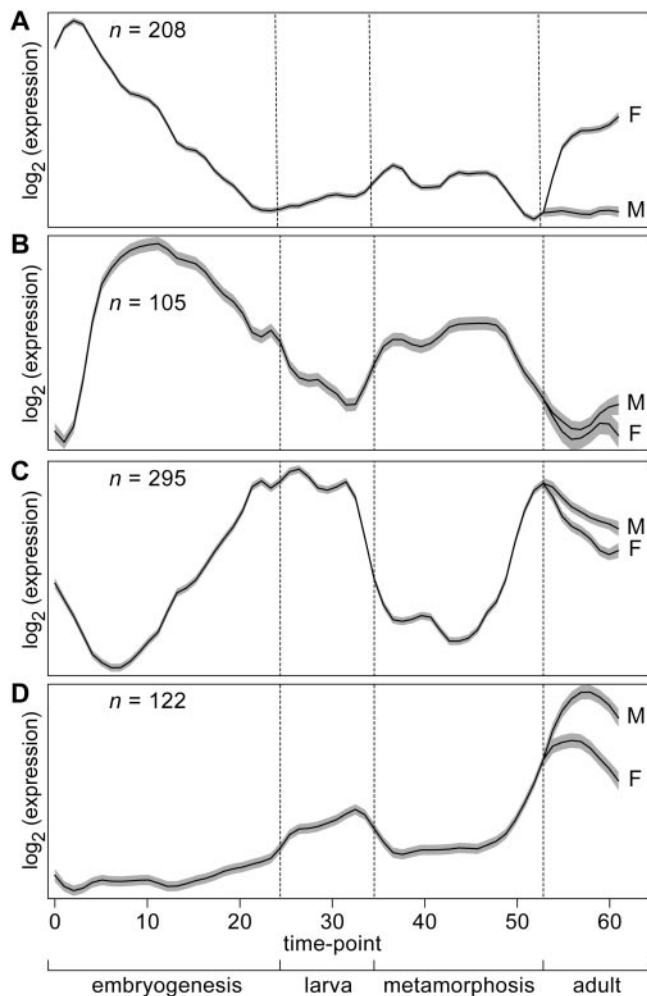 A
n = 208
log2 (expression)
F
M
B
n = 105
log2 (expression)
M
F
C
n = 295
log2 (expression)
M
F
D
n = 122
log2 (expression)
M
F
0 10 20 30 40 50 60
time-point
embryogenesis larva metamorphosis adult